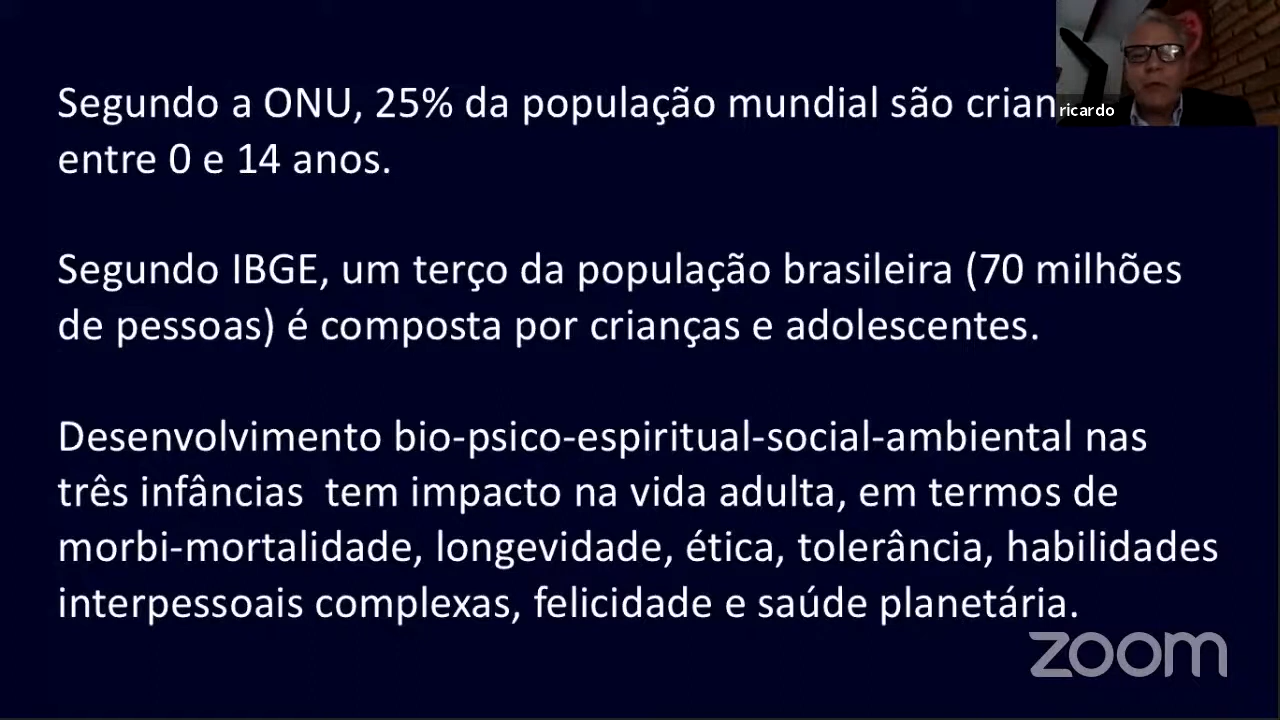 Segundo a ONU, 25% da população mundial são crian
entre 0 e 14 anos.
ricardo
Segundo IBGE, um terço da população brasileira (70 milhões
de pessoas) é composta por crianças e adolescentes.
Desenvolvimento bio-psico-espiritual-social-ambiental nas
três infâncias tem impacto na vida adulta, em termos de
morbi-mortalidade, longevidade, ética, tolerância, habilidades
interpessoais complexas, felicidade e saúde planetária.
zoom